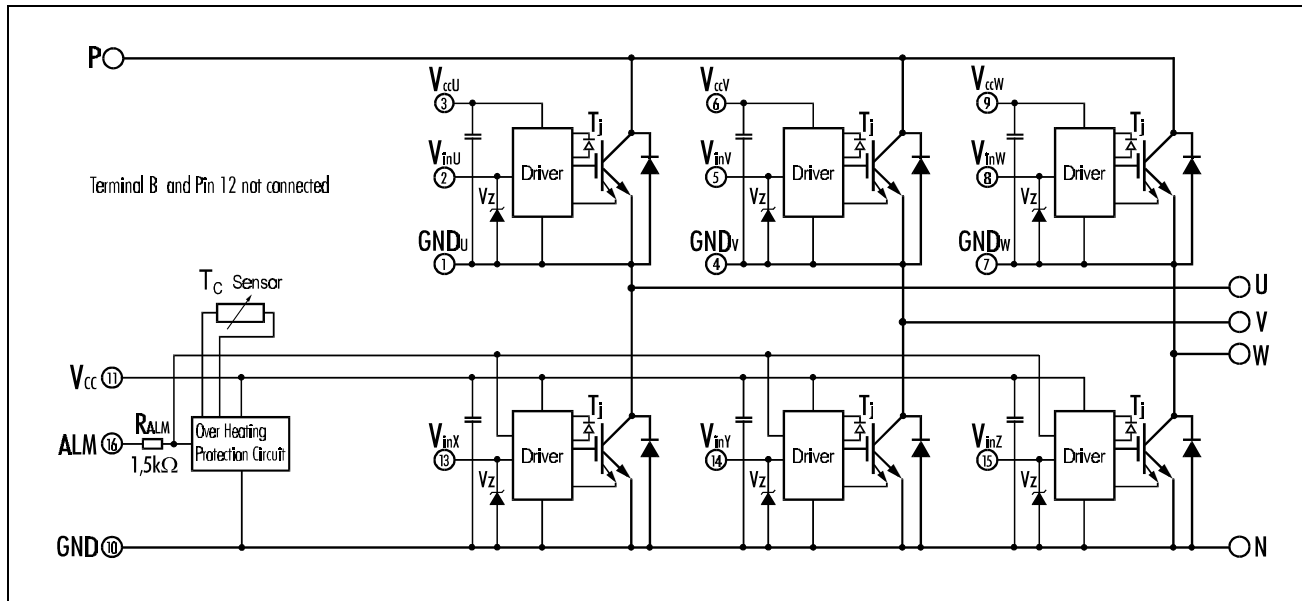 P
VccU
3
VinU
2
Vz
Driver
Tj
GNDU
1
VccV
6
VinV
5
Vz
Driver
Tj
GNDV
4
VccW
9
VinW
8
Vz
Driver
Tj
GNDW
7
Terminal B and Pin 12 not connected
U
V
W
TC Sensor
Vcc 11
RALM
ALM 16
1,5kΩ
Over Heating
Protection Circuit
VinX
13
Vz
Driver
Tj
VinY
14
Vz
Driver
Tj
VinZ
15
Vz
Driver
Tj
GND 10
N